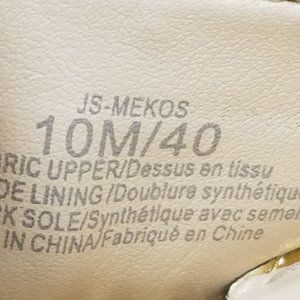 JS-MEKOS
10M/40
RIC UPPER/Dessus en tissu
DE LINING/Doublure synthétique
K SOLE/Synthétique avec seme
IN CHINA/Fabriqué en Chine